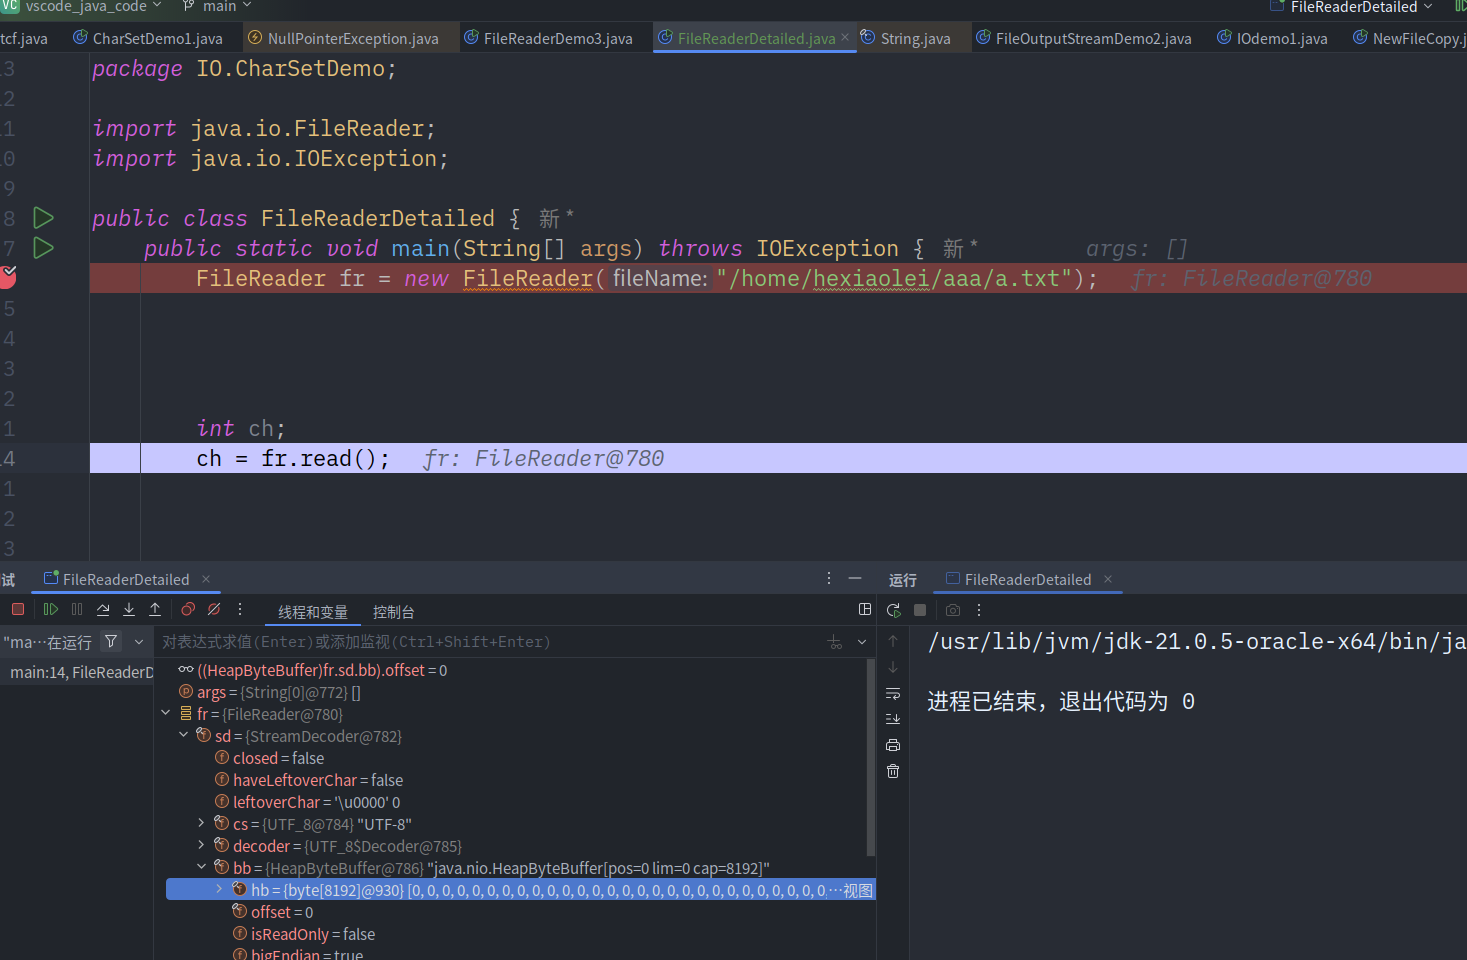 VC vscode_java_code main FileReaderDetailed
tcf.java CharSetDemo1.java NullPointerException.java FileReaderDemo3.java FileReaderDetailed.java × String.java FileOutputStreamDemo2.java IOdemo1.java NewFileCopy.j
13 package IO.CharSetDemo;
12
11 import java.io.FileReader;
10 import java.io.IOException;
9
8 public class FileReaderDetailed { 新 *
7 public static void main(String[] args) throws IOException { 新 * args: []
FileReader fr = new FileReader( fileName: "/home/hexiaolei/aaa/a.txt"); fr: FileReader@780
5
4
3
2
1 int ch;
14 ch = fr.read(); fr: FileReader@780
1
2
3
试 FileReaderDetailed ×
线程和变量 控制台
"ma…在运行 对表达式求值(Enter)或添加监视(Ctrl+Shift+Enter)
main:14, FileReaderD
((HeapByteBuffer)fr.sd.bb).offset = 0
args = {String[0]@772} []
fr = {FileReader@780}
sd = {StreamDecoder@782}
closed = false
haveLeftoverChar = false
leftoverChar = '\u0000' 0
cs = {UTF_8@784} "UTF-8"
decoder = {UTF_8$Decoder@785}
bb = {HeapByteBuffer@786} "java.nio.HeapByteBuffer[pos=0 lim=0 cap=8192]"
hb = {byte[8192]@930} [0, 0, 0, 0, 0, 0, 0, 0, 0, 0, 0, 0, 0, 0, 0, 0, 0, 0, 0, 0, 0, 0, 0, 0, 0, 0, 0, 0, …视图
offset = 0
isReadOnly = false
bigEndian = true
运行 FileReaderDetailed ×
/usr/lib/jvm/jdk-21.0.5-oracle-x64/bin/ja
进程已结束，退出代码为 0